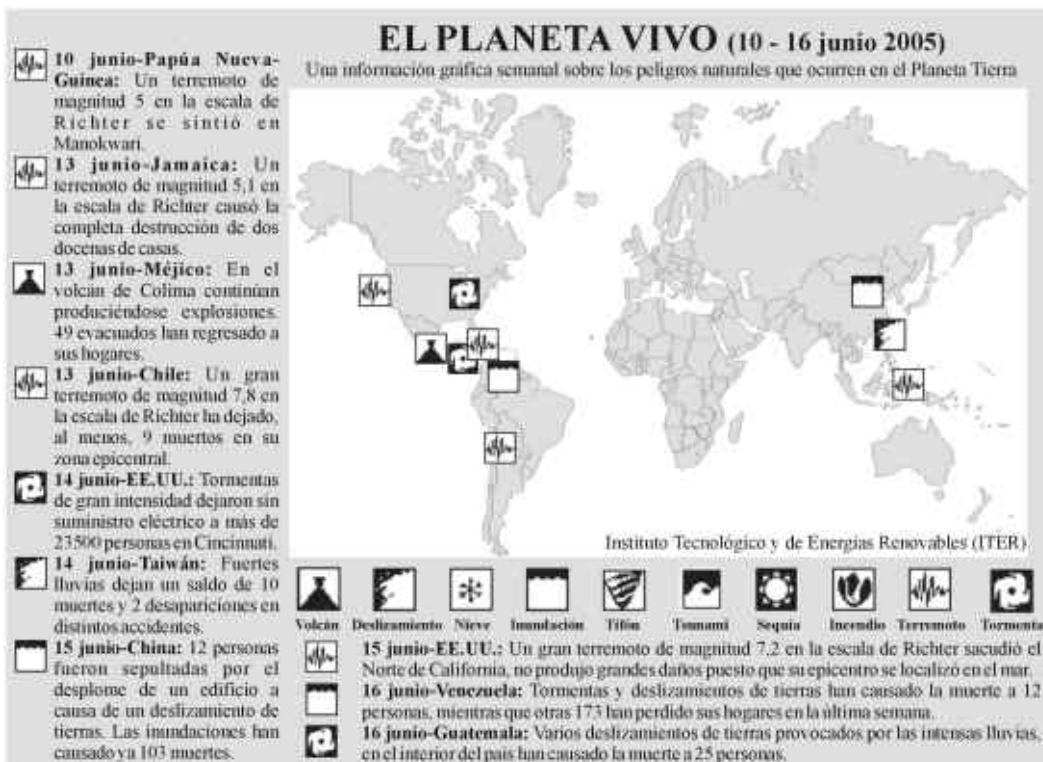 EL PLANETA VIVO (10 - 16 junio 2005)
Una información gráfica semanal sobre los peligros naturales que ocurren en el Planeta Tierra
10 junio-Papúa Nueva-
Guinea: Un terremoto de
magnitud 5 en la escala de
Richter se sintió en
Manokwari.
13 junio-Jamaica: Un
terremoto de magnitud 5,1 en
la escala de Richter causó la
completa destrucción de dos
docenas de casas.
13 junio-Méjico: En el
volcán de Colima continúan
produciéndose explosiones.
49 evacuados han regresado a
sus hogares.
13 junio-Chile: Un gran
terremoto de magnitud 7,8 en
la escala de Richter ha dejado,
al menos, 9 muertos en su
zona epicentral.
14 junio-EE.UU.: Tormentas
de gran intensidad dejaron sin
suministro eléctrico a más de
23500 personas en Cincinnati.
14 junio-Taiwán: Fuertes
lluvias dejan un saldo de 10
muertes y 2 desapariciones en
distintos accidentes.
15 junio-China: 12 personas
fueron sepultadas por el
desplome de un edificio a
causa de un deslizamiento de
tierras. Las inundaciones han
causado ya 103 muertes.
Instituto Tecnológico y de Energías Renovables (ITER)
Volcán Deslizamiento Nieve Inundación Tifón Tsunami Sequía Incendio Terremoto Tormenta
15 junio-EE.UU.: Un gran terremoto de magnitud 7,2 en la escala de Richter sacudió el
Norte de California, no produjo grandes daños puesto que su epicentro se localizó en el mar.
16 junio-Venezuela: Tormentas y deslizamientos de tierras han causado la muerte a 12
personas, mientras que otras 173 han perdido sus hogares en la última semana.
16 junio-Guatemala: Varios deslizamientos de tierras provocados por las intensas lluvias,
en el interior del país han causado la muerte a 25 personas.